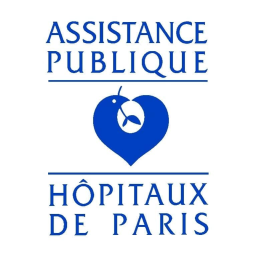 ASSISTANCE
PUBLIQUE
HÔPITAUX
DE PARIS